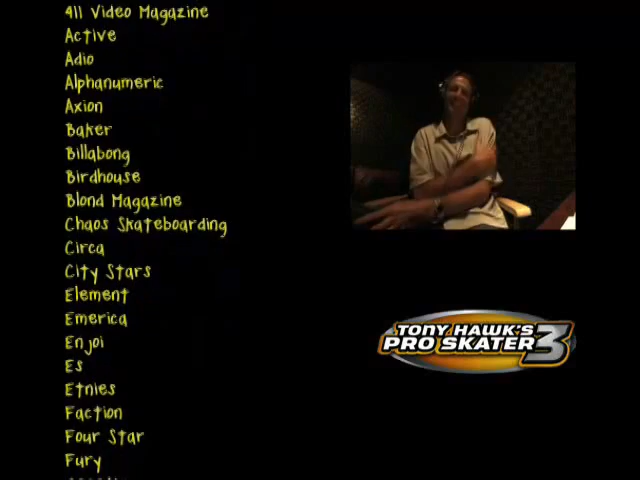 411 Video Magazine
Active
Adio
Alphanumeric
Axion
Baker
Billabong
Birdhouse
Blond Magazine
Chaos Skateboarding
Circa
City Stars
Element
Emerica
Enjoi
Es
Etnies
Faction
Four Star
Fury
TONY HAWK'S
PRO SKATER 3